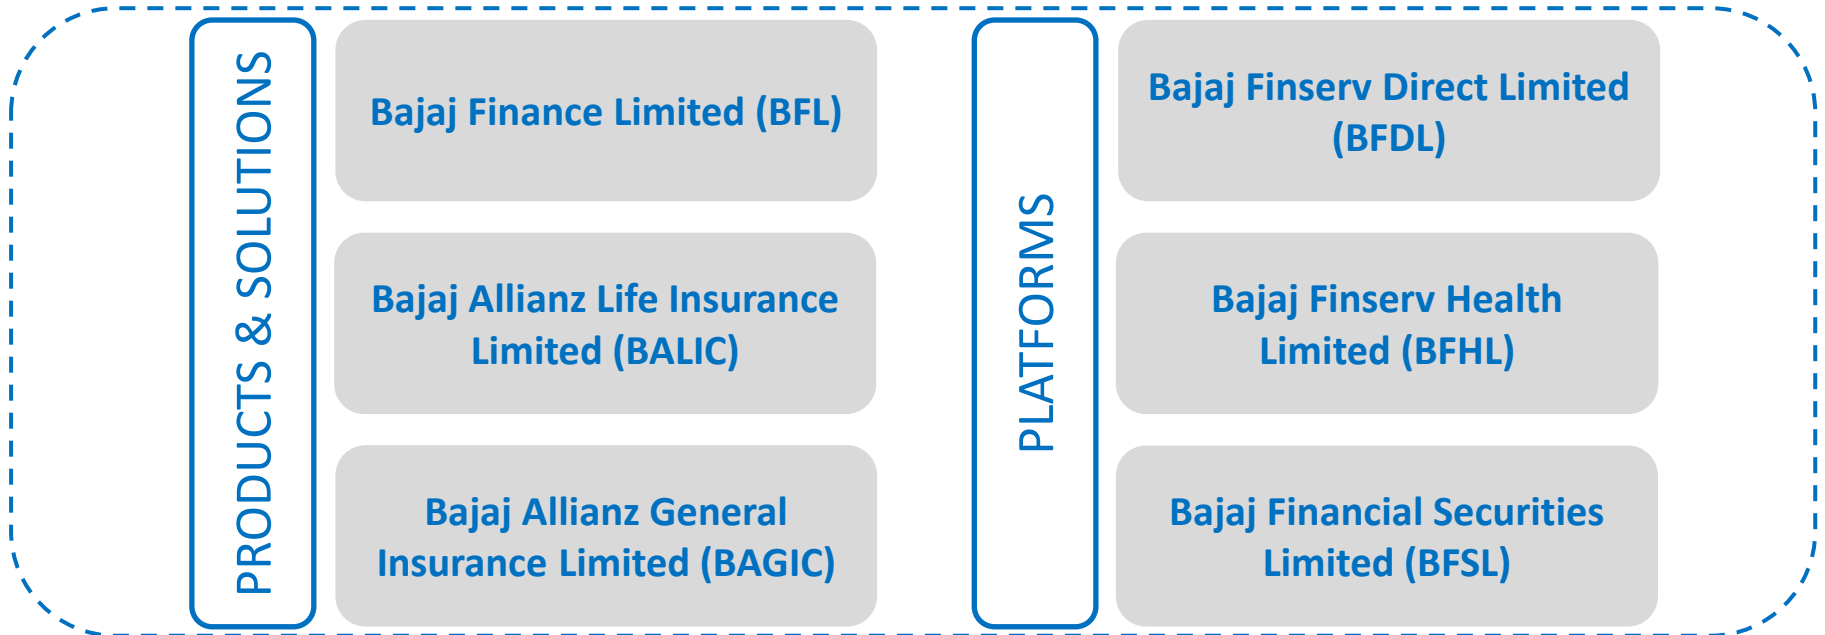 PRODUCTS & SOLUTIONS
Bajaj Finance Limited (BFL)
Bajaj Allianz Life Insurance
Limited (BALIC)
Bajaj Allianz General
Insurance Limited (BAGIC)
PLATFORMS
Bajaj Finserv Direct Limited
(BFDL)
Bajaj Finserv Health
Limited (BFHL)
Bajaj Financial Securities
Limited (BFSL)